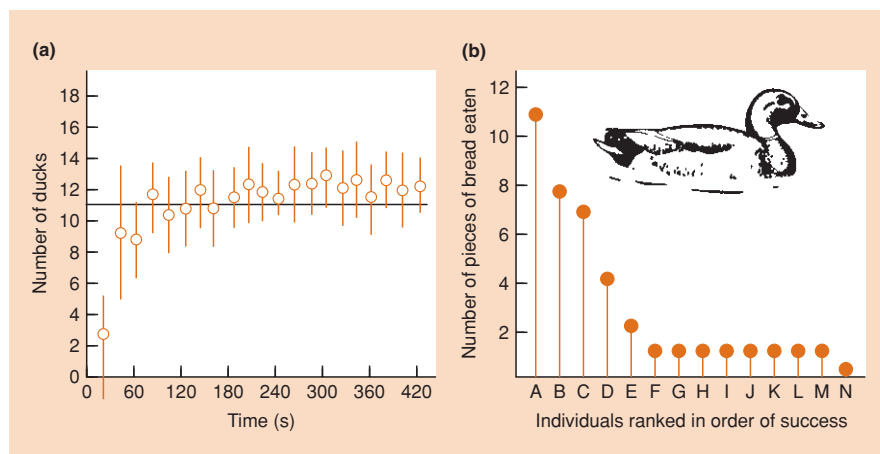 (a)
Number of ducks
18
16
14
12
10
8
6
4
2
0
0 60 120 180 240 300 360 420
Time (s)
(b)
Number of pieces of bread eaten
12
10
8
6
4
2
A B C D E F G H I J K L M N
Individuals ranked in order of success